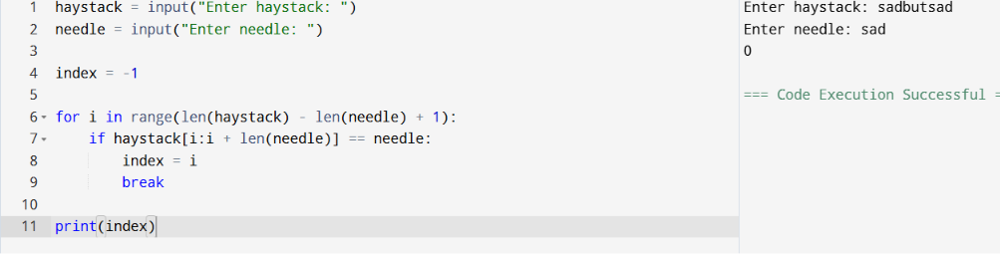 1 haystack = input("Enter haystack: ")
2 needle = input("Enter needle: ")
3
4 index = -1
5
6 for i in range(len(haystack) - len(needle) + 1):
7     if haystack[i:i + len(needle)] == needle:
8         index = i
9         break
10
11 print(index)
Enter haystack: sadbutsad
Enter needle: sad
0
=== Code Execution Successful =